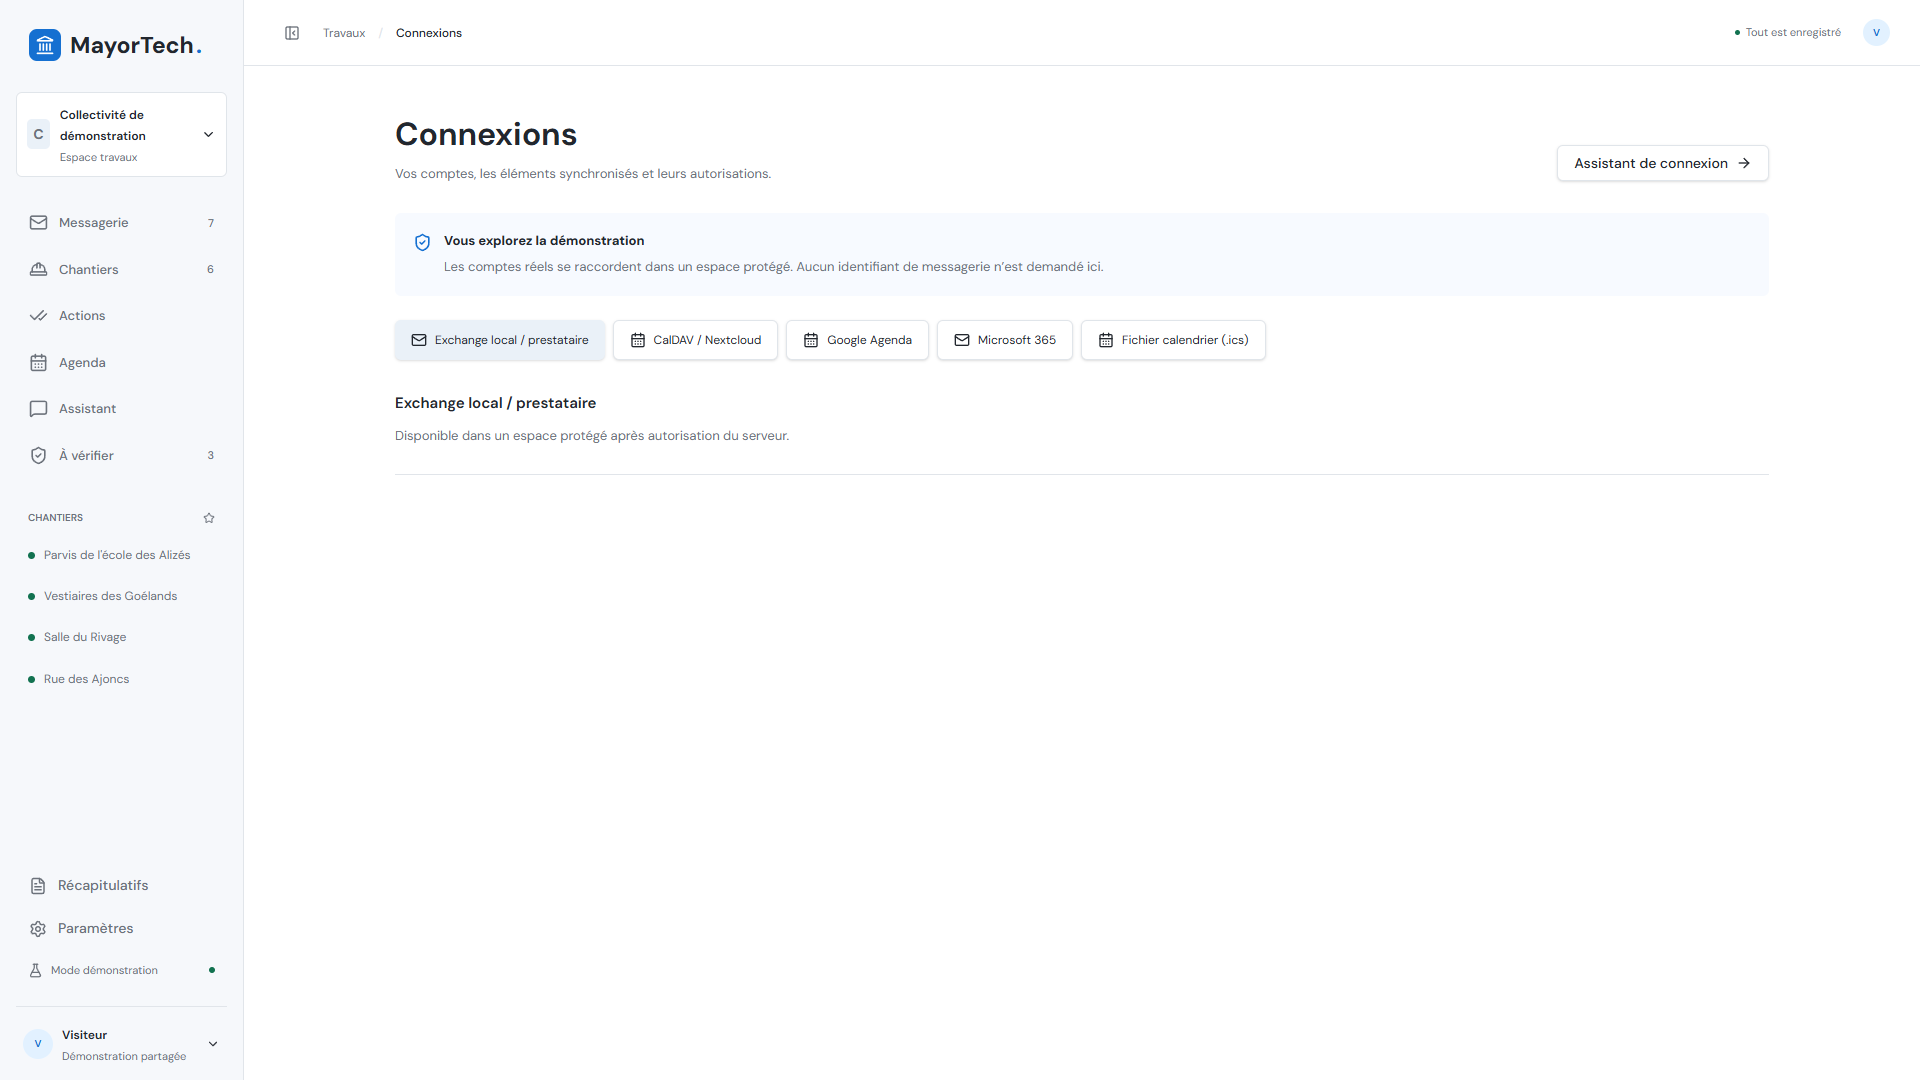 MayorTech.
Collectivité de
démonstration
Espace travaux
C
Messagerie 7
Chantiers 6
Actions
Agenda
Assistant
À vérifier 3
CHANTIERS
Parvis de l'école des Alizés
Vestiaires des Goélands
Salle du Rivage
Rue des Ajoncs
Récapitulatifs
Paramètres
Mode démonstration
V
Visiteur
Démonstration partagée
Travaux / Connexions
Tout est enregistré
V
Connexions
Vos comptes, les éléments synchronisés et leurs autorisations.
Assistant de connexion
Vous explorez la démonstration
Les comptes réels se raccordent dans un espace protégé. Aucun identifiant de messagerie n’est demandé ici.
Exchange local / prestataire
CalDAV / Nextcloud
Google Agenda
Microsoft 365
Fichier calendrier (.ics)
Exchange local / prestataire
Disponible dans un espace protégé après autorisation du serveur.